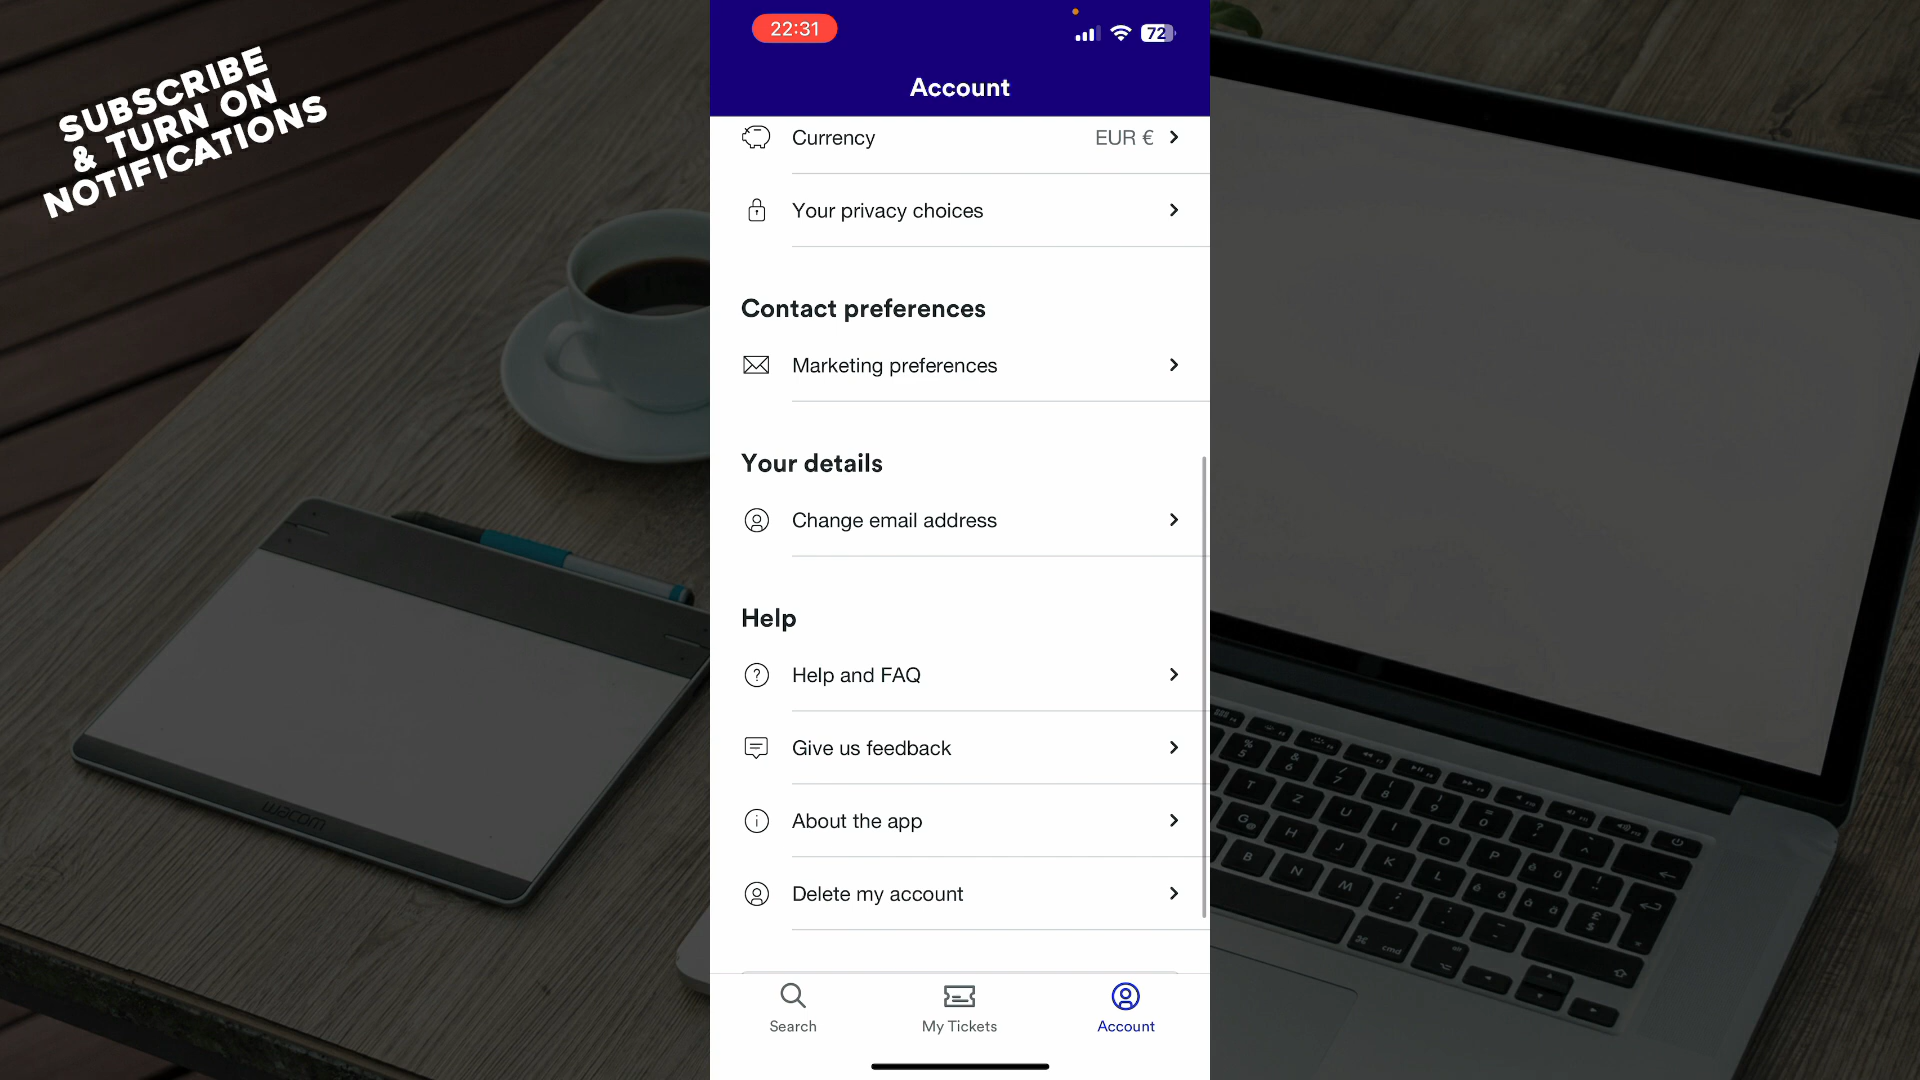 SUBSCRIBE
& TURN ON
NOTIFICATIONS
22:31
72
Account
Currency EUR €
Your privacy choices
Contact preferences
Marketing preferences
Your details
Change email address
Help
Help and FAQ
Give us feedback
About the app
Delete my account
Search
My Tickets
Account
wacom